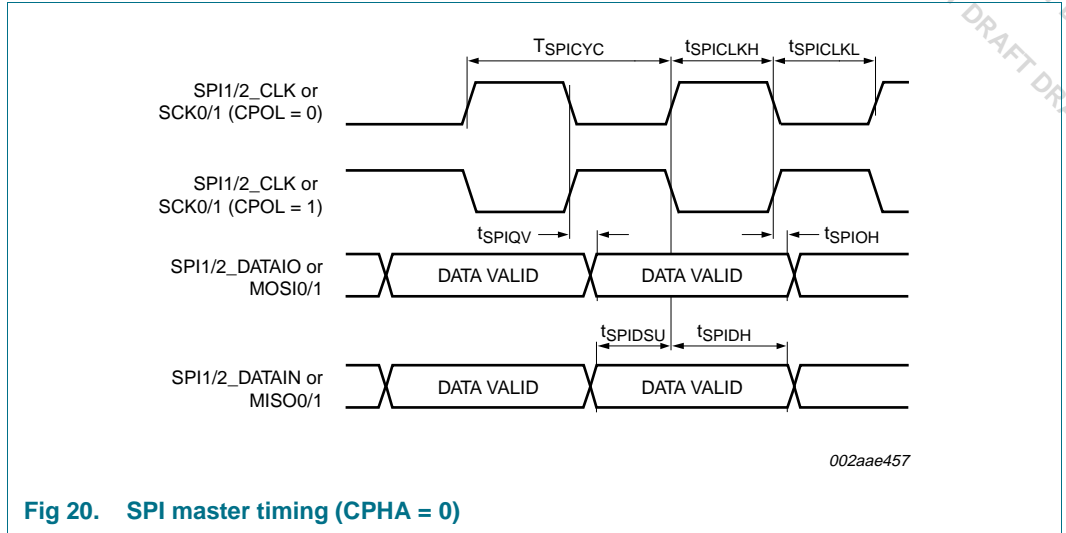 DRAFT DRA
TSPICYC
tSPICLKH
tSPICLKL
SPI1/2_CLK or
SCK0/1 (CPOL = 0)
SPI1/2_CLK or
SCK0/1 (CPOL = 1)
tSPIQV
tSPIOH
SPI1/2_DATAIO or
MOSI0/1
DATA VALID
DATA VALID
tSPIDSU
tSPIDH
SPI1/2_DATAIN or
MISO0/1
DATA VALID
DATA VALID
002aae457
Fig 20. SPI master timing (CPHA = 0)